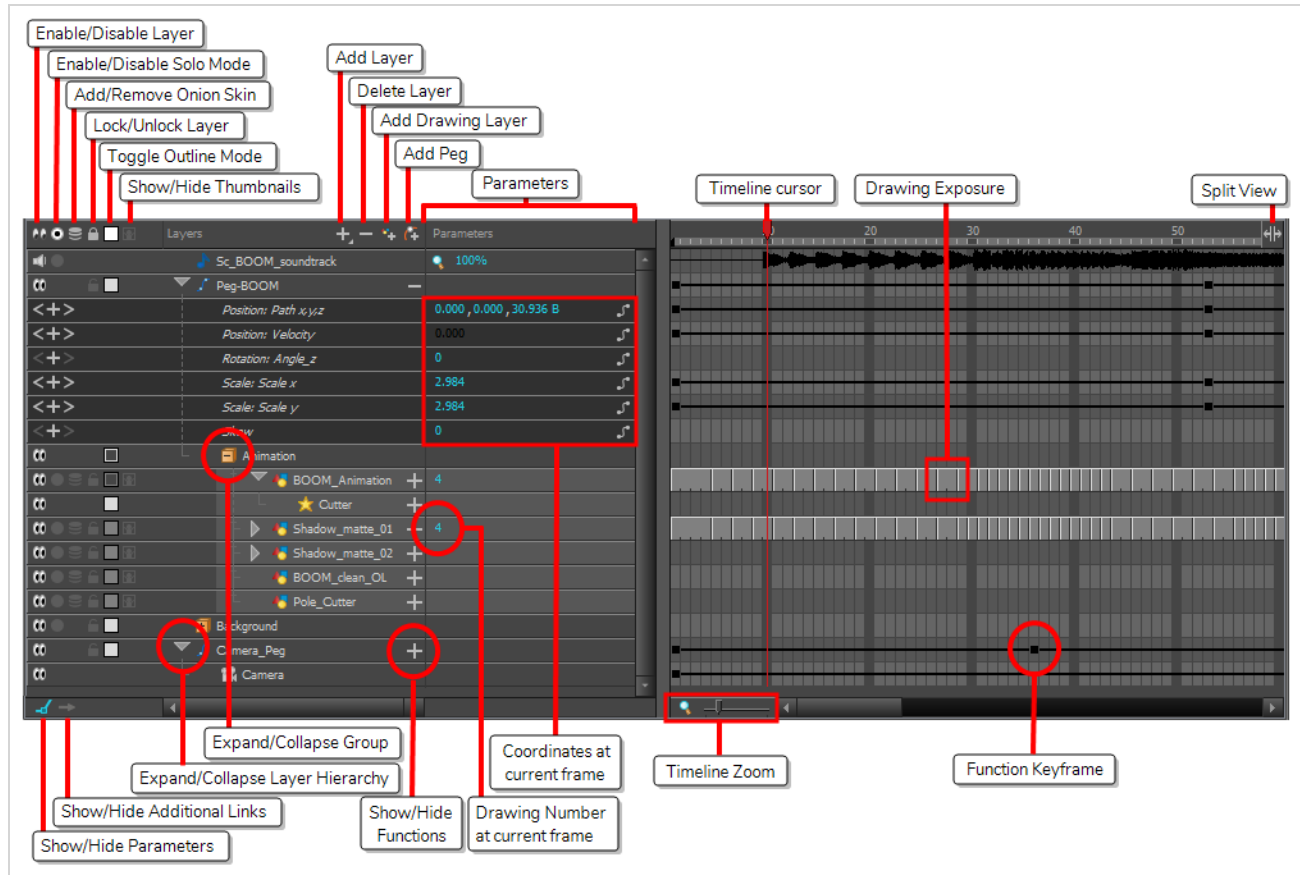 Enable/Disable Layer
Enable/Disable Solo Mode
Add/Remove Onion Skin
Lock/Unlock Layer
Toggle Outline Mode
Show/Hide Thumbnails
Add Layer
Delete Layer
Add Drawing Layer
Add Peg
Parameters
Timeline cursor
Drawing Exposure
Split View
Layers
Parameters
20
30
40
50
Sc_BOOM_soundtrack
100%
Peg-BOOM
Position: Path x,y,z
0.000 , 0.000 , 30.936 B
Position: Velocity
0.000
Rotation: Angle_z
0
Scale: Scale x
2.984
Scale: Scale y
2.984
Skew
0
Animation
BOOM_Animation
4
Cutter
Shadow_matte_01
4
Shadow_matte_02
BOOM_clean_OL
Pole_Cutter
Background
Camera_Peg
Camera
Expand/Collapse Group
Expand/Collapse Layer Hierarchy
Show/Hide Additional Links
Show/Hide Parameters
Show/Hide
Functions
Coordinates at
current frame
Drawing Number
at current frame
Timeline Zoom
Function Keyframe